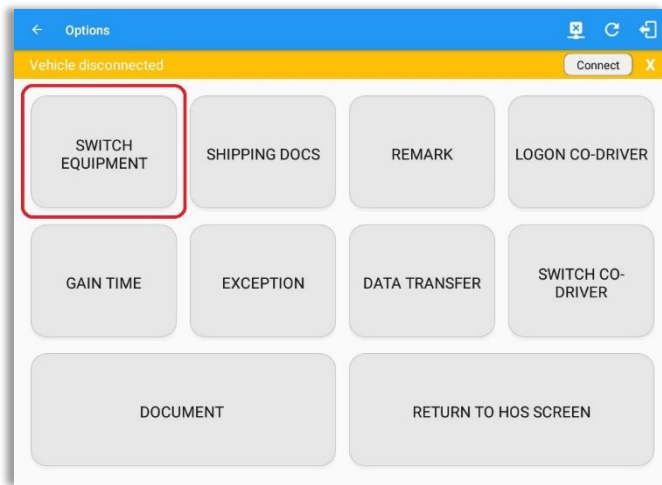 Options
Vehicle disconnected
Connect
X
SWITCH
EQUIPMENT
SHIPPING DOCS
REMARK
LOGON CO-DRIVER
GAIN TIME
EXCEPTION
DATA TRANSFER
SWITCH CO-
DRIVER
DOCUMENT
RETURN TO HOS SCREEN